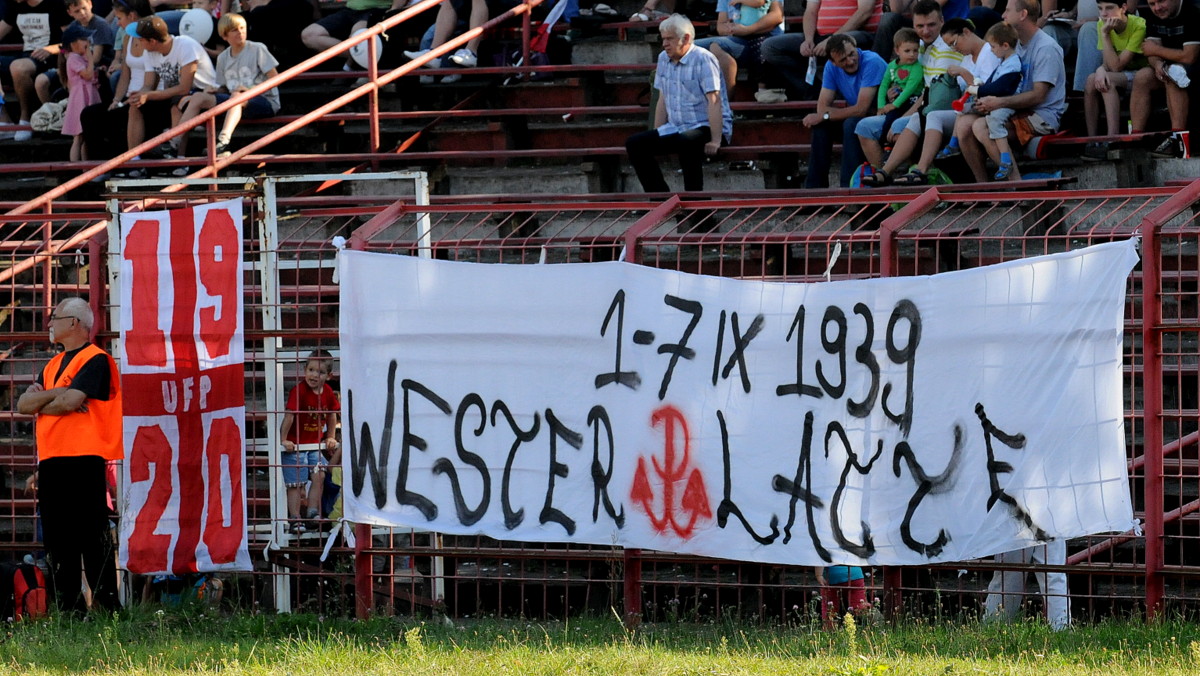 19
UFP
20
1-7 IX 1939
WESTERPLATTE